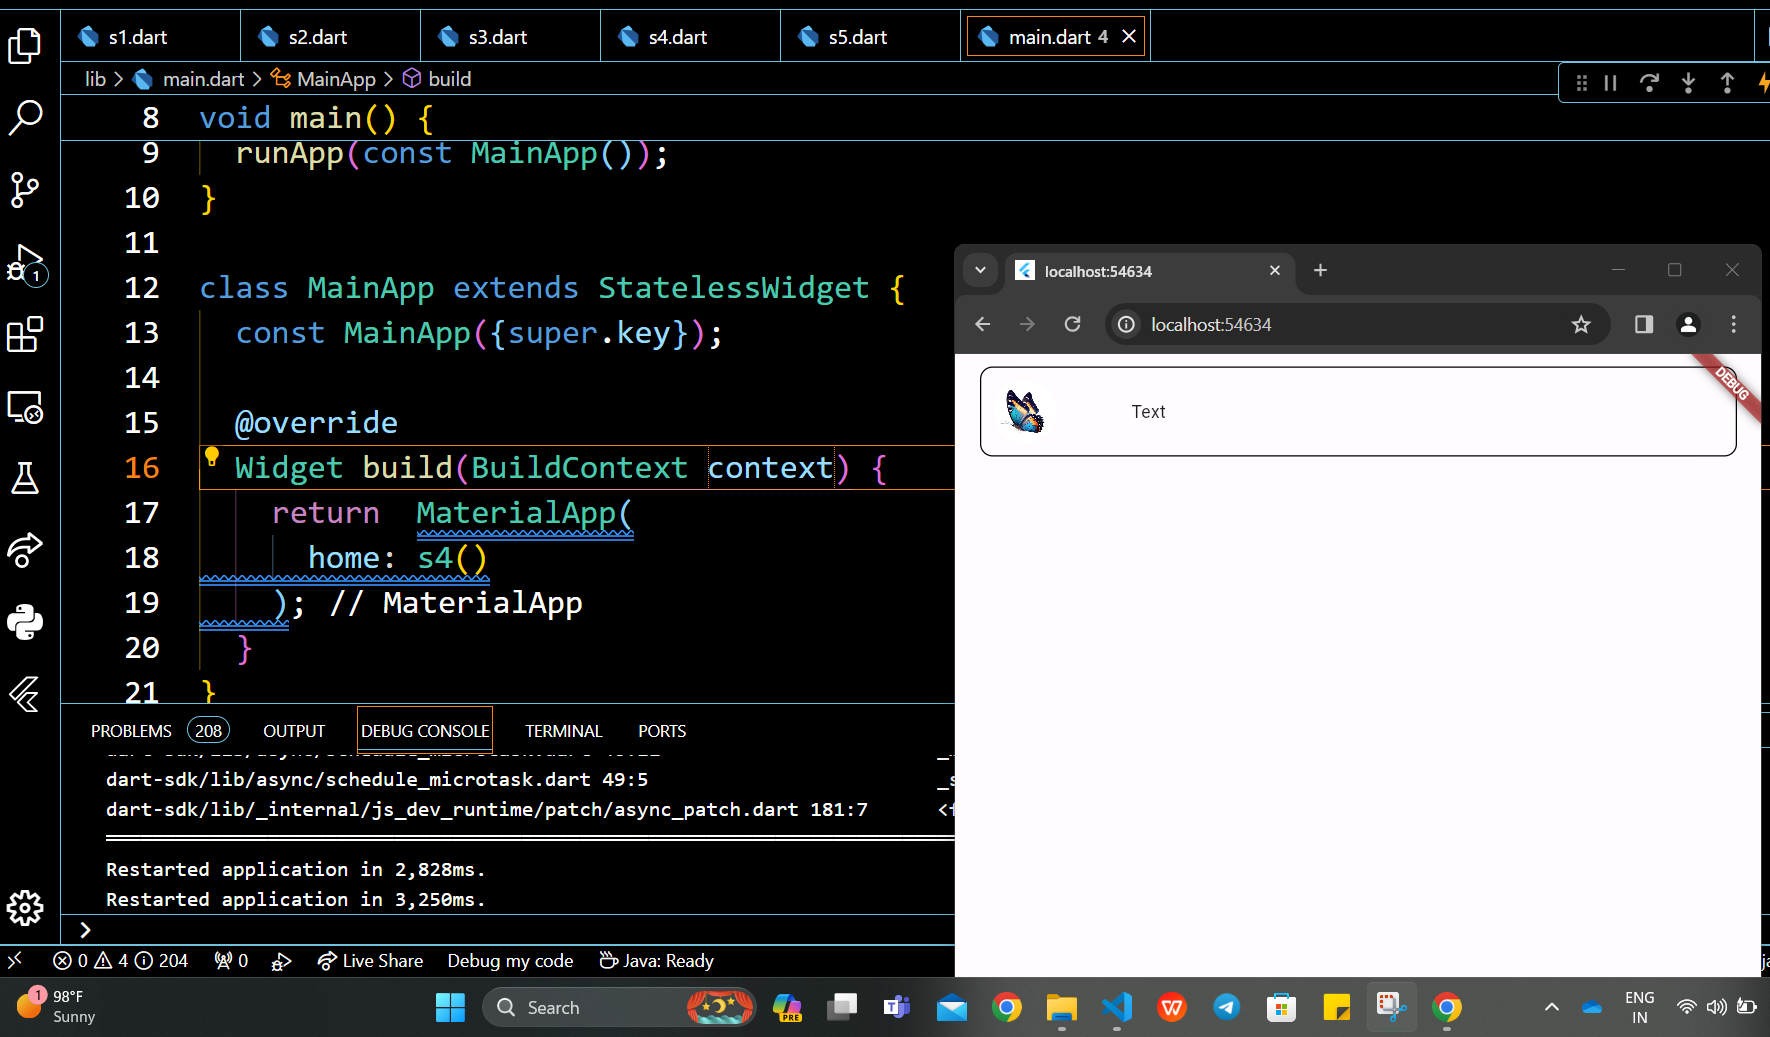 s1.dart
s2.dart
s3.dart
s4.dart
s5.dart
main.dart 4
lib > main.dart > MainApp > build
8 void main() {
9 runApp(const MainApp());
10 }
11
12 class MainApp extends StatelessWidget {
13 const MainApp({super.key});
14
15 @override
16 Widget build(BuildContext context) {
17 return MaterialApp(
18 home: s4()
19 ); // MaterialApp
20 }
21 }
1
localhost:54634
localhost:54634
Text
DEBUG
PROBLEMS 208 OUTPUT DEBUG CONSOLE TERMINAL PORTS
dart-sdk/lib/async/schedule_microtask.dart 49:5
dart-sdk/lib/_internal/js_dev_runtime/patch/async_patch.dart 181:7
Restarted application in 2,828ms.
Restarted application in 3,250ms.
>
0 4 204 0 Live Share Debug my code Java: Ready
1
98°F
Sunny
Search
PRE
ENG
IN